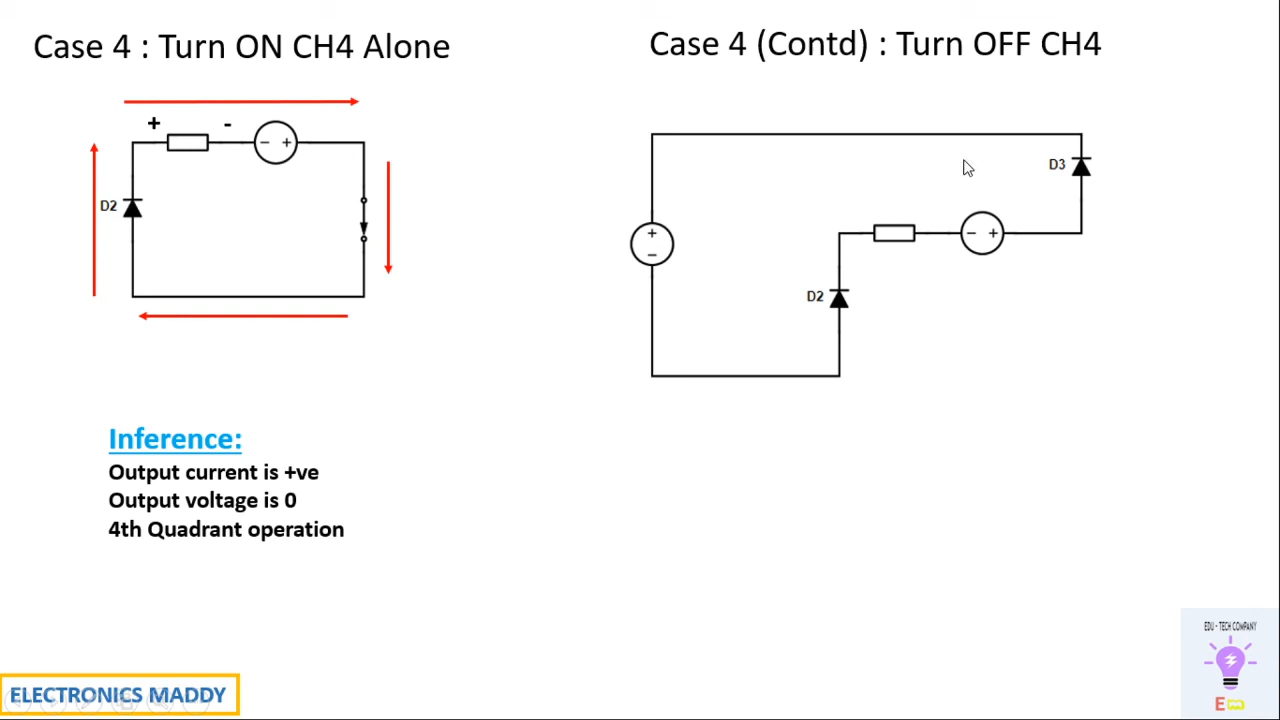 Case 4 : Turn ON CH4 Alone
+ -
- +
D2
Inference:
Output current is +ve
Output voltage is 0
4th Quadrant operation
Case 4 (Contd) : Turn OFF CH4
D3
+
-
- +
D2
ELECTRONICS MADDY
EDU - TECH COMPANY
E